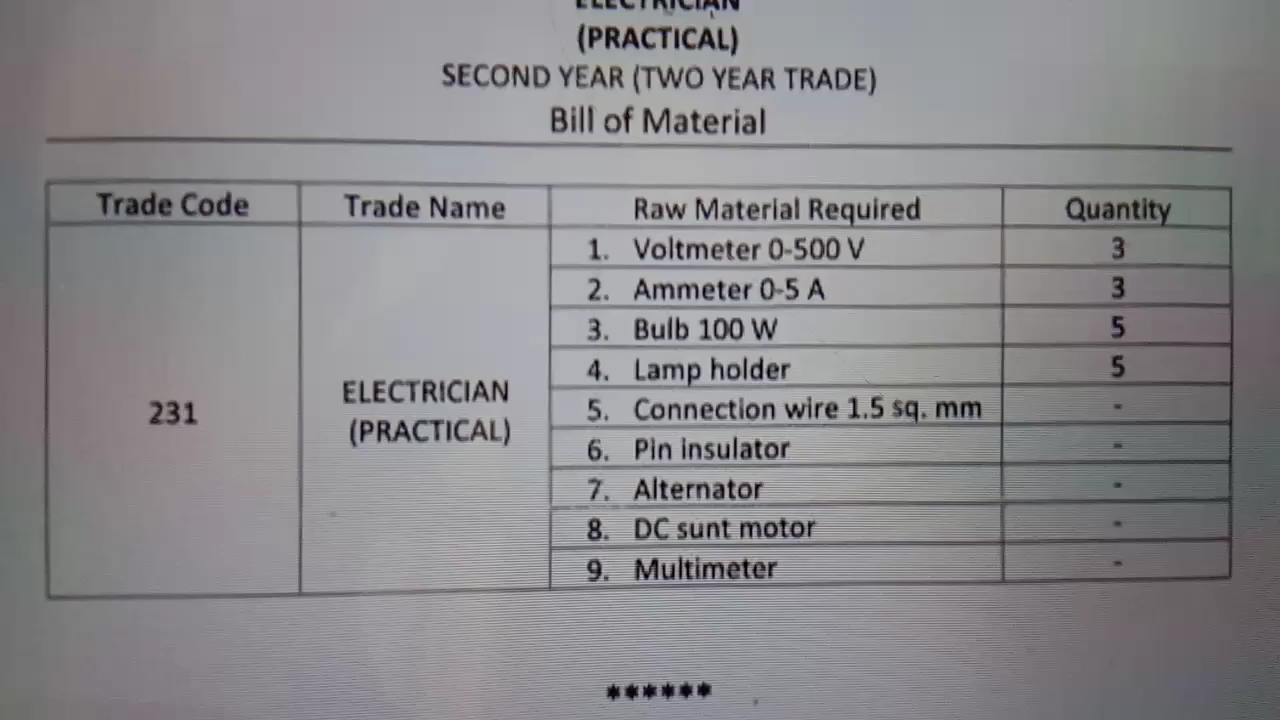 ELECTRICIAN
(PRACTICAL)
SECOND YEAR (TWO YEAR TRADE)
Bill of Material
Trade Code Trade Name Raw Material Required Quantity
231
ELECTRICIAN
(PRACTICAL)
1. Voltmeter 0-500 V 3
2. Ammeter 0-5 A 3
3. Bulb 100 W 5
4. Lamp holder 5
5. Connection wire 1.5 sq. mm -
6. Pin insulator -
7. Alternator -
8. DC sunt motor -
9. Multimeter -
******